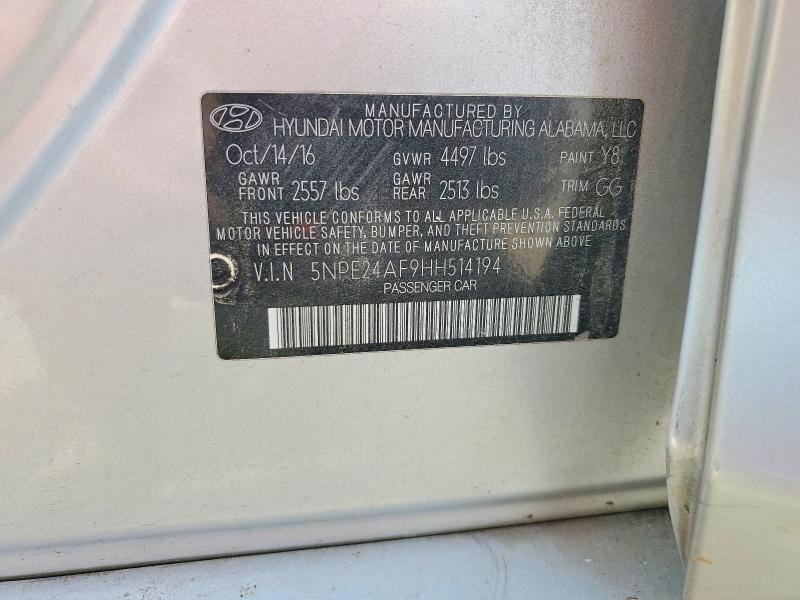 MANUFACTURED BY
HYUNDAI MOTOR MANUFACTURING ALABAMA, LLC
Oct/14/16 GVWR 4497 lbs PAINT Y8
GAWR FRONT 2557 lbs GAWR REAR 2513 lbs TRIM GG
THIS VEHICLE CONFORMS TO ALL APPLICABLE U.S.A. FEDERAL
MOTOR VEHICLE SAFETY, BUMPER, AND THEFT PREVENTION STANDARDS
IN EFFECT ON THE DATE OF MANUFACTURE SHOWN ABOVE.
V.I.N 5NPE24AF9HH514194
PASSENGER CAR